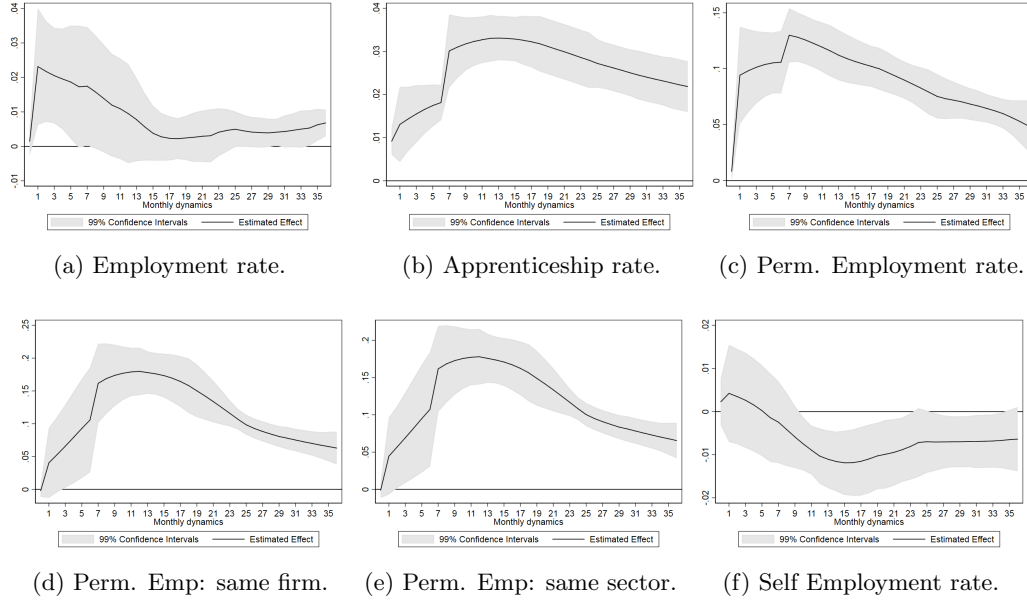 .04
.03
.02
.01
0
-.01
1 3 5 7 9 11 13 15 17 19 21 23 25 27 29 31 33 35
Monthly dynamics
99% Confidence Intervals Estimated Effect
(a) Employment rate.
.04
.03
.02
.01
0
1 3 5 7 9 11 13 15 17 19 21 23 25 27 29 31 33 35
Monthly dynamics
99% Confidence Intervals Estimated Effect
(b) Apprenticeship rate.
.15
.1
.05
0
1 3 5 7 9 11 13 15 17 19 21 23 25 27 29 31 33 35
Monthly dynamics
99% Confidence Intervals Estimated Effect
(c) Perm. Employment rate.
.25
.2
.15
.1
.05
0
1 3 5 7 9 11 13 15 17 19 21 23 25 27 29 31 33 35
Monthly dynamics
99% Confidence Intervals Estimated Effect
(d) Perm. Emp: same firm.
.2
.15
.1
.05
0
1 3 5 7 9 11 13 15 17 19 21 23 25 27 29 31 33 35
Monthly dynamics
99% Confidence Intervals Estimated Effect
(e) Perm. Emp: same sector.
.02
.01
0
-.01
-.02
1 3 5 7 9 11 13 15 17 19 21 23 25 27 29 31 33 35
Monthly dynamics
99% Confidence Intervals Estimated Effect
(f) Self Employment rate.